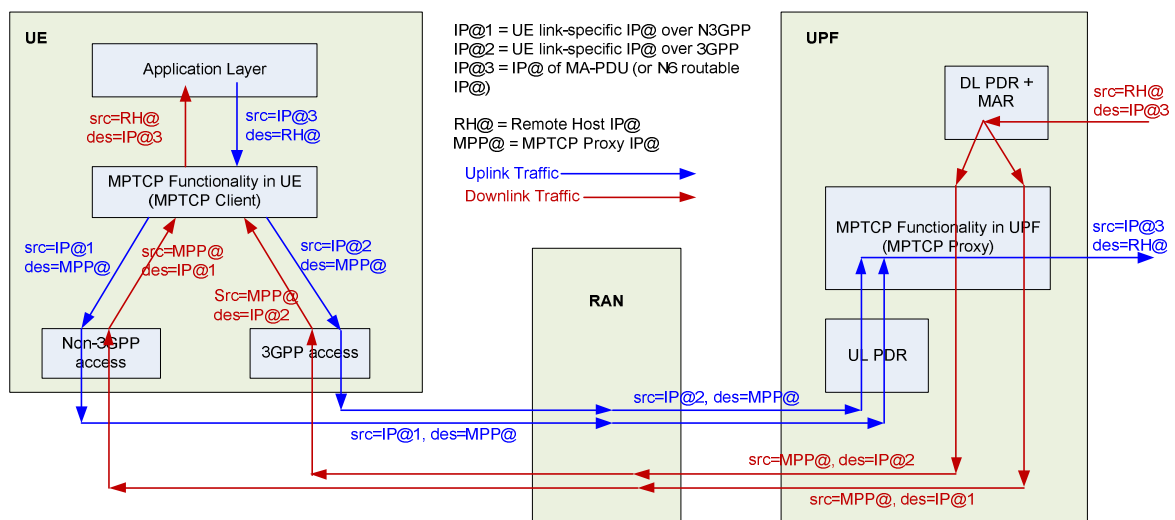 UE
Application Layer
src=RH@
des=IP@3
src=IP@3
des=RH@
MPTCP Functionality in UE
(MPTCP Client)
src=IP@1
des=MPP@
src=MPP@
des=IP@1
Src=MPP@
des=IP@2
src=IP@2
des=MPP@
Non-3GPP
access
3GPP access
IP@1 = UE link-specific IP@ over N3GPP
IP@2 = UE link-specific IP@ over 3GPP
IP@3 = IP@ of MA-PDU (or N6 routable
IP@)
RH@ = Remote Host IP@
MPP@ = MPTCP Proxy IP@
Uplink Traffic
Downlink Traffic
RAN
UPF
DL PDR +
MAR
src=RH@
des=IP@3
MPTCP Functionality in UPF
(MPTCP Proxy)
src=IP@3
des=RH@
UL PDR
src=IP@2, des=MPP@
src=IP@1, des=MPP@
src=MPP@, des=IP@2
src=MPP@, des=IP@1